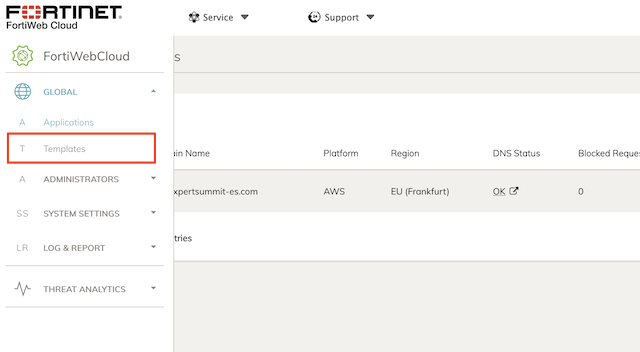 FORTINET
FortiWeb Cloud
Service
Support
FortiWebCloud
GLOBAL
A Applications
T Templates
A ADMINISTRATORS
SS SYSTEM SETTINGS
LR LOG & REPORT
THREAT ANALYTICS
S
ain Name Platform Region DNS Status Blocked Reque
xpertsummit-es.com AWS EU (Frankfurt) OK 0
tries